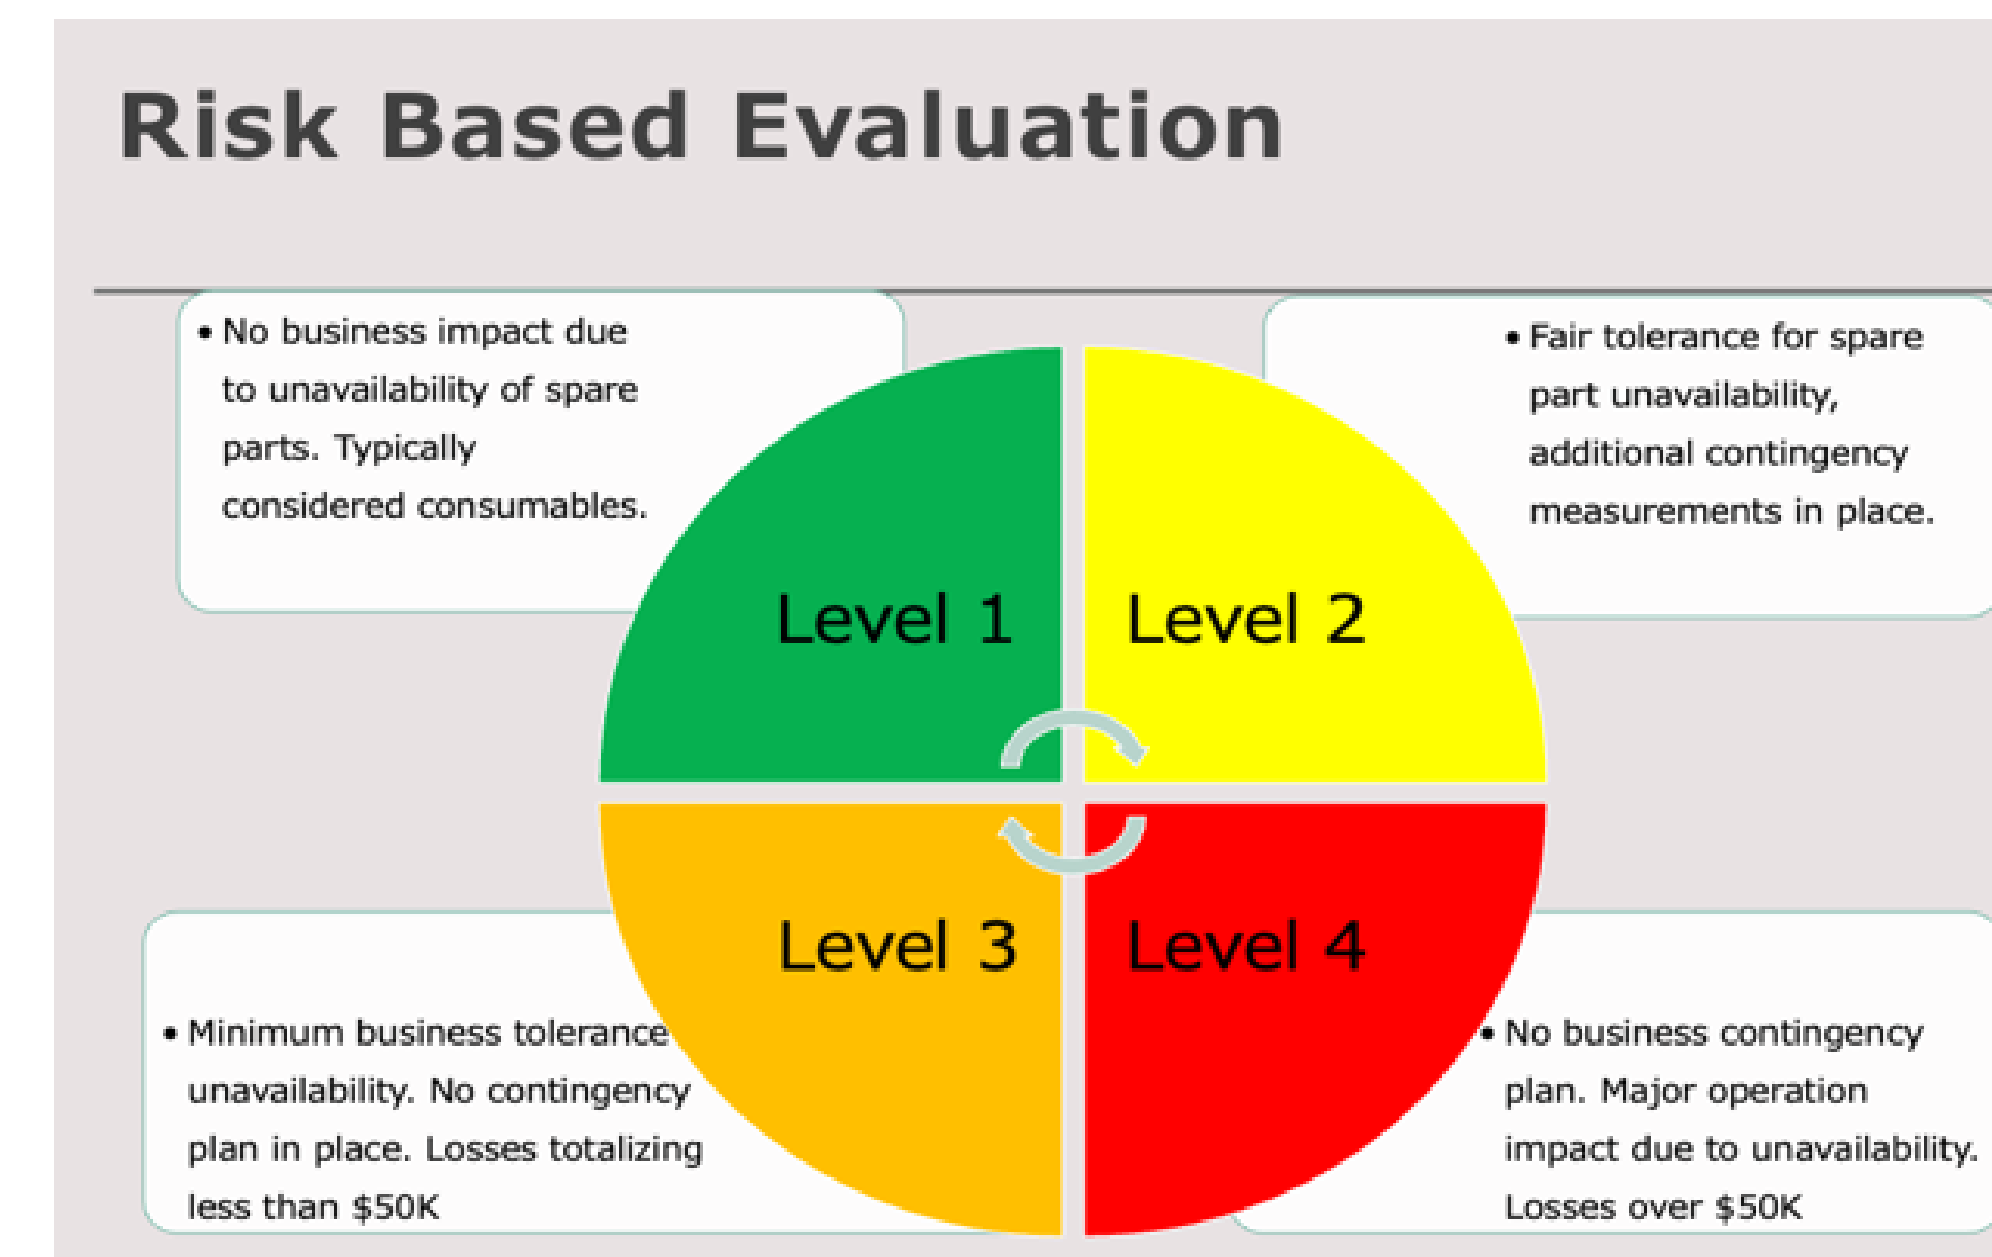 Risk Based Evaluation
• No business impact due
to unavailability of spare
parts. Typically
considered consumables.
• Fair tolerance for spare
part unavailability,
additional contingency
measurements in place.
Level 1
Level 2
Level 3
Level 4
• Minimum business tolerance
unavailability. No contingency
plan in place. Losses totalizing
less than $50K
• No business contingency
plan. Major operation
impact due to unavailability.
Losses over $50K